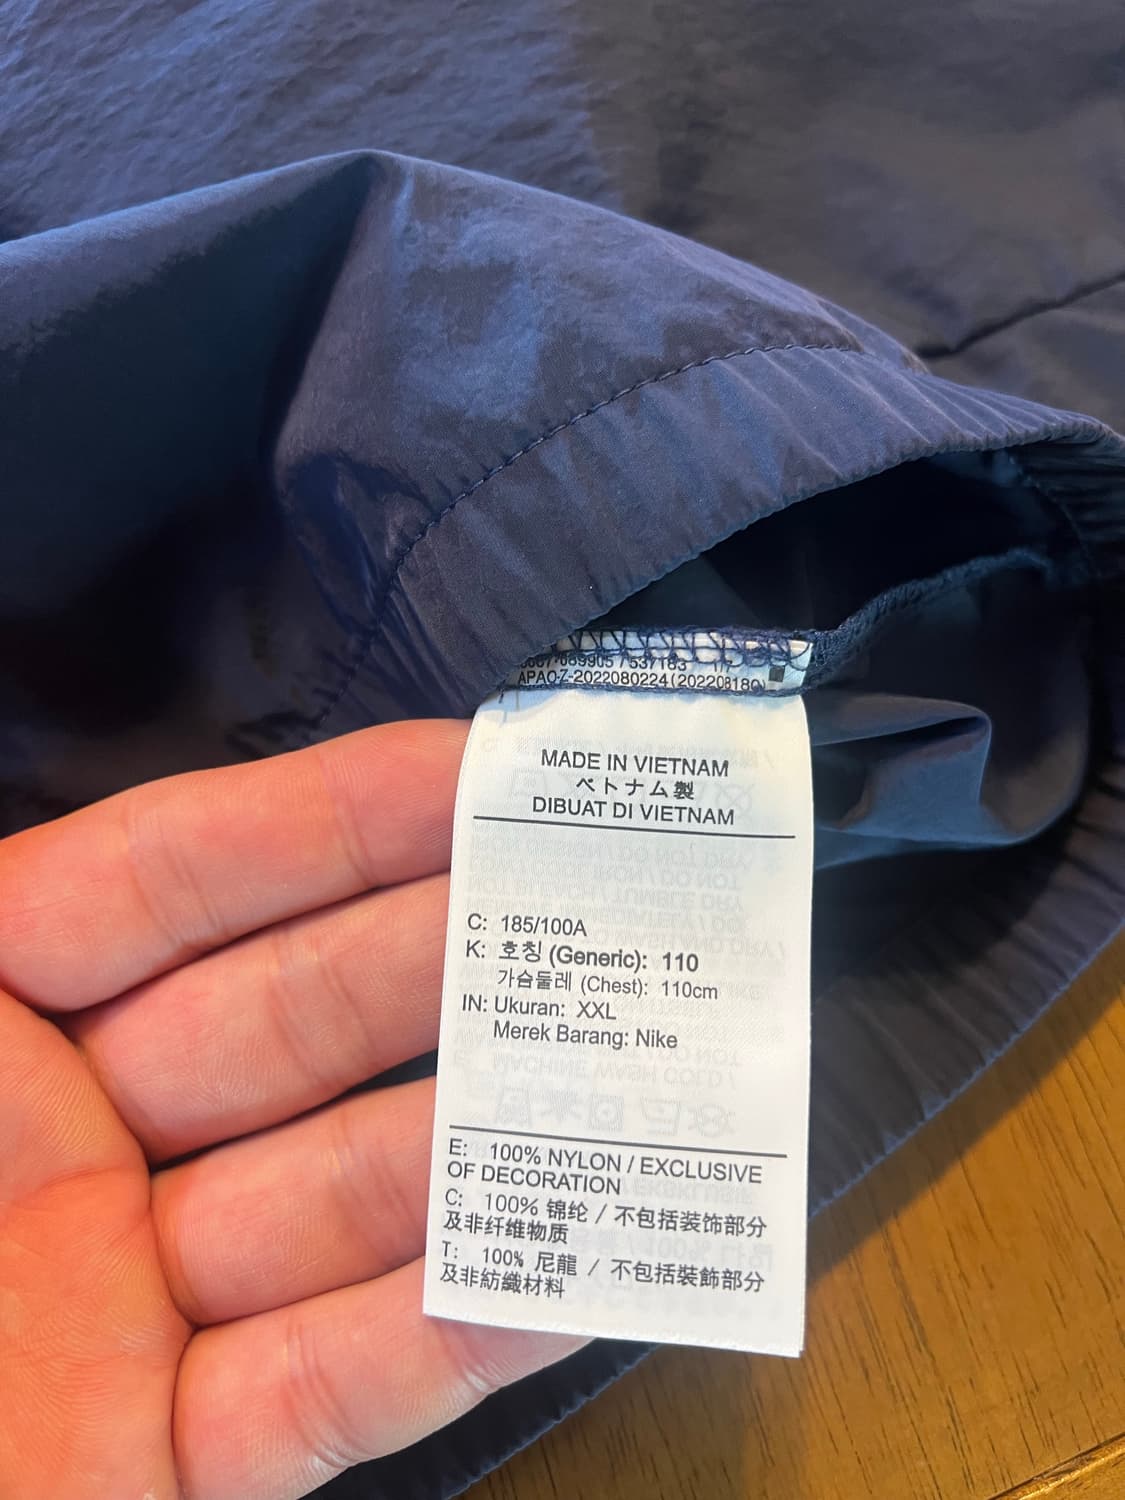 689905 / 537183
APAO-Z-2022080224 (20220818Q)
MADE IN VIETNAM
ベトナム製
DIBUAT DI VIETNAM
C: 185/100A
K: 호칭 (Generic): 110
가슴둘레 (Chest): 110cm
IN: Ukuran: XXL
Merek Barang: Nike
E: 100% NYLON / EXCLUSIVE
OF DECORATION
C: 100% 锦纶 / 不包括装饰部分
及非纤维物质
T: 100% 尼龍 / 不包括裝飾部分
及非紡織材料